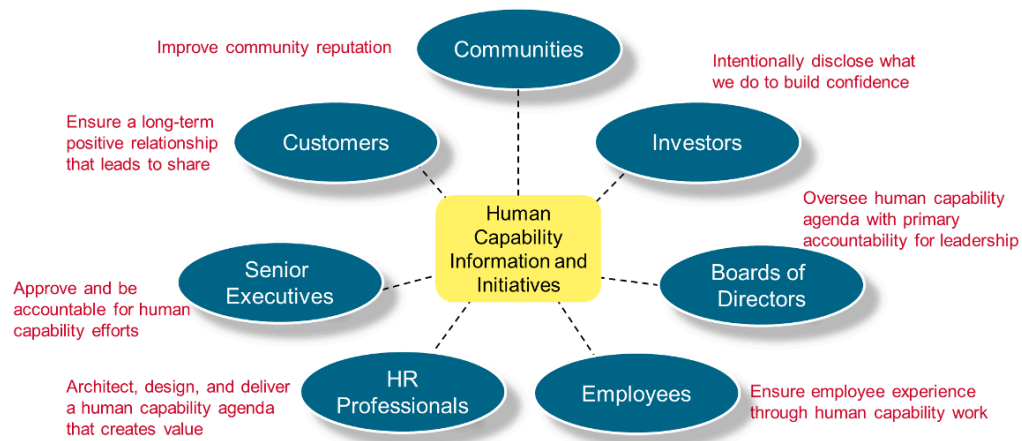 Improve community reputation
Communities
Intentionally disclose what
we do to build confidence
Ensure a long-term
positive relationship
that leads to share
Customers
Investors
Human
Capability
Information and
Initiatives
Oversee human capability
agenda with primary
accountability for leadership
Senior
Executives
Boards of
Directors
Approve and be
accountable for human
capability efforts
HR
Professionals
Employees
Architect, design, and deliver
a human capability agenda
that creates value
Ensure employee experience
through human capability work